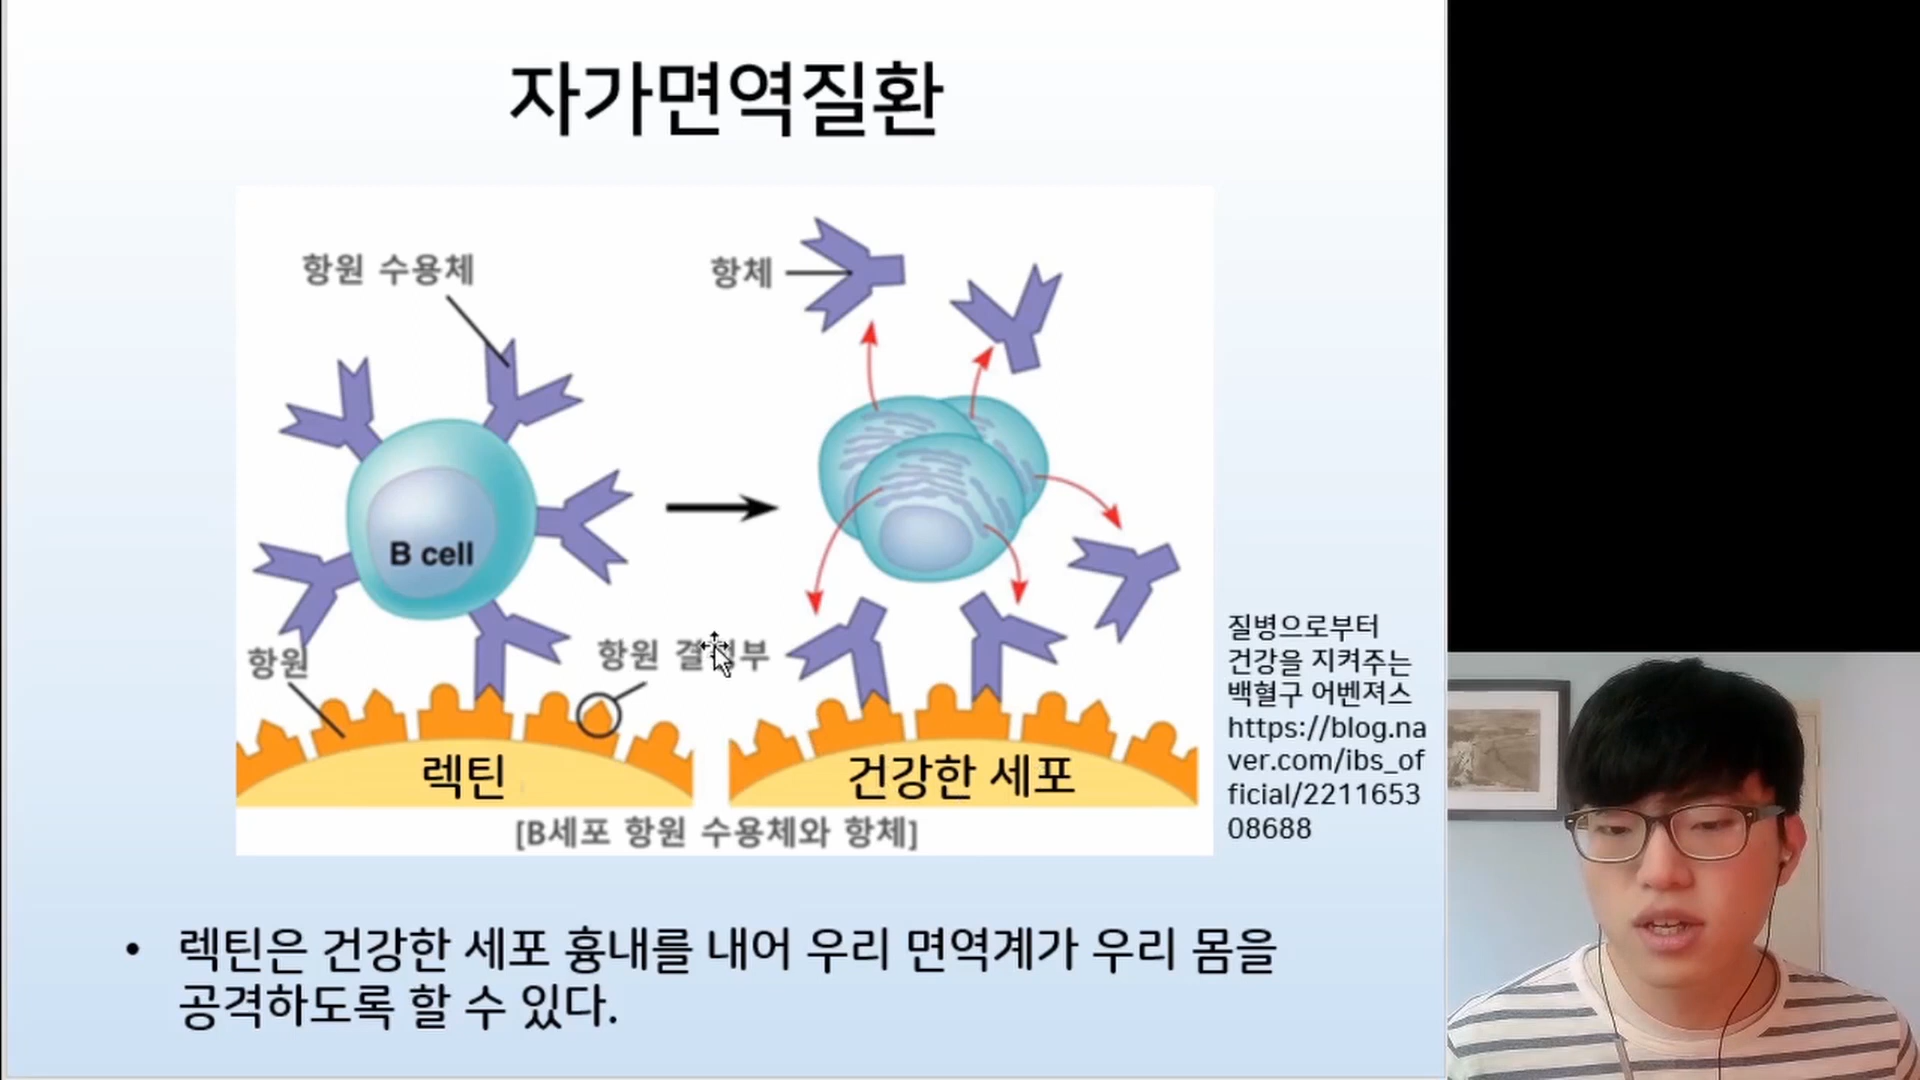 자가면역질환
항원 수용체
항체
B cell
항원
항원
렉틴
건강한 세포
[B세포 항원 수용체와 항체]
질병으로부터
건강을 지켜주는
백혈구 어벤져스
https://blog.na
ver.com/ibs_of
ficial/2211653
08688
• 렉틴은 건강한 세포 흉내를 내어 우리 면역계가 우리 몸을
공격하도록 할 수 있다.